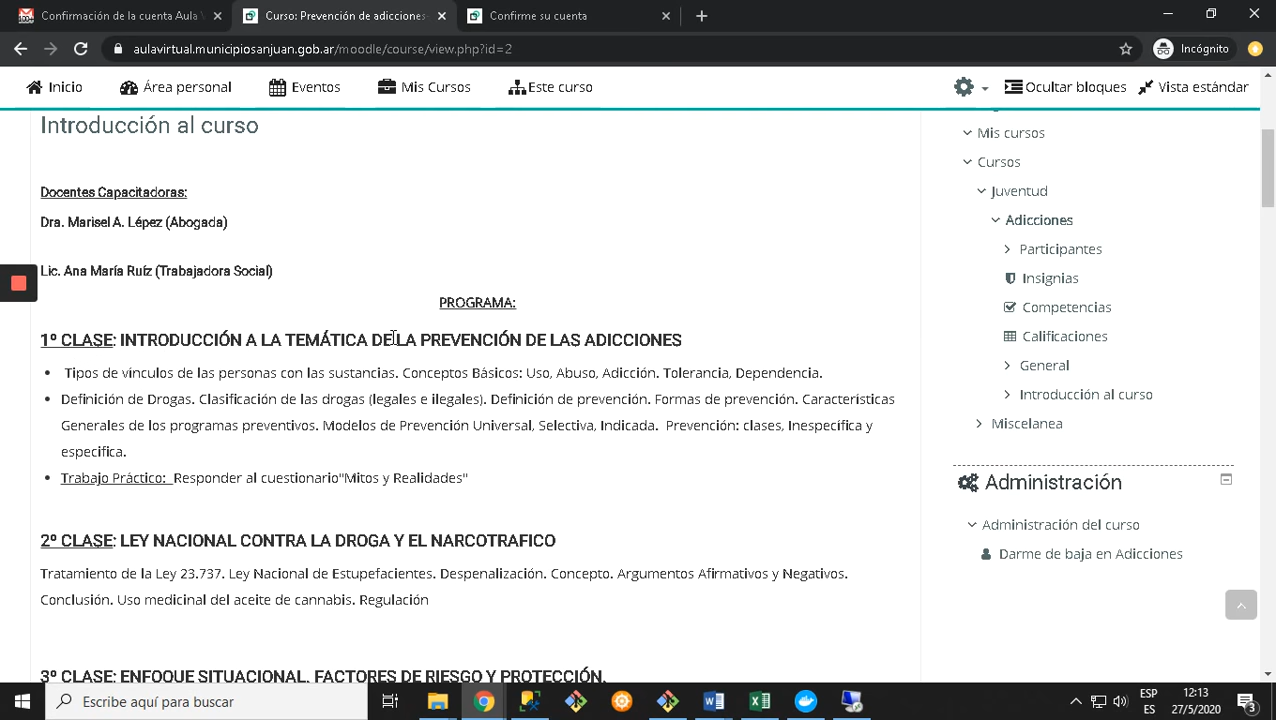 Confirmación de la cuenta Aula V
Curso: Prevención de adicciones
Confirme su cuenta
aulavirtual.municipiosanjuan.gob.ar/moodle/course/view.php?id=2
Incógnito
Inicio
Área personal
Eventos
Mis Cursos
Este curso
Ocultar bloques
Vista estándar
Introducción al curso
Docentes Capacitadoras:
Dra. Marisel A. Lépez (Abogada)
Lic. Ana María Ruíz (Trabajadora Social)
PROGRAMA:
1º CLASE: INTRODUCCIÓN A LA TEMÁTICA DE LA PREVENCIÓN DE LAS ADICCIONES
• Tipos de vínculos de las personas con las sustancias. Conceptos Básicos: Uso, Abuso, Adicción. Tolerancia, Dependencia.
• Definición de Drogas. Clasificación de las drogas (legales e ilegales). Definición de prevención. Formas de prevención. Características
Generales de los programas preventivos. Modelos de Prevención Universal, Selectiva, Indicada. Prevención: clases, Inespecífica y
especifica.
• Trabajo Práctico: Responder al cuestionario"Mitos y Realidades"
2º CLASE: LEY NACIONAL CONTRA LA DROGA Y EL NARCOTRAFICO
Tratamiento de la Ley 23.737. Ley Nacional de Estupefacientes. Despenalización. Concepto. Argumentos Afirmativos y Negativos.
Conclusión. Uso medicinal del aceite de cannabis. Regulación
3º CLASE: ENFOQUE SITUACIONAL. FACTORES DE RIESGO Y PROTECCIÓN.
Mis cursos
Cursos
Juventud
Adicciones
Participantes
Insignias
Competencias
Calificaciones
General
Introducción al curso
Miscelanea
Administración
Administración del curso
Darme de baja en Adicciones
Escribe aquí para buscar
ESP
ES
12:13
27/5/2020
3